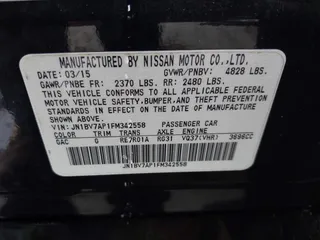 MANUFACTURED BY NISSAN MOTOR CO.,LTD.
DATE: 03/15 GVWR/PNBV: 4828 LBS.
GAWR/PNBE FR: 2370 LBS. RR: 2480 LBS.
THIS VEHICLE CONFORMS TO ALL APPLICABLE FEDERAL
MOTOR VEHICLE SAFETY,BUMPER,AND THEFT PREVENTION
STANDARDS IN EFFECT ON THE DATE OF MANUFACTURE
SHOWN ABOVE.
VIN: JN1BV7AP1FM342558 PASSENGER CAR
COLOR TRIM TRANS AXLE ENGINE
GAC G RE7R01A RG31 VQ37(VHR)
JN1BV7AP1FM342558